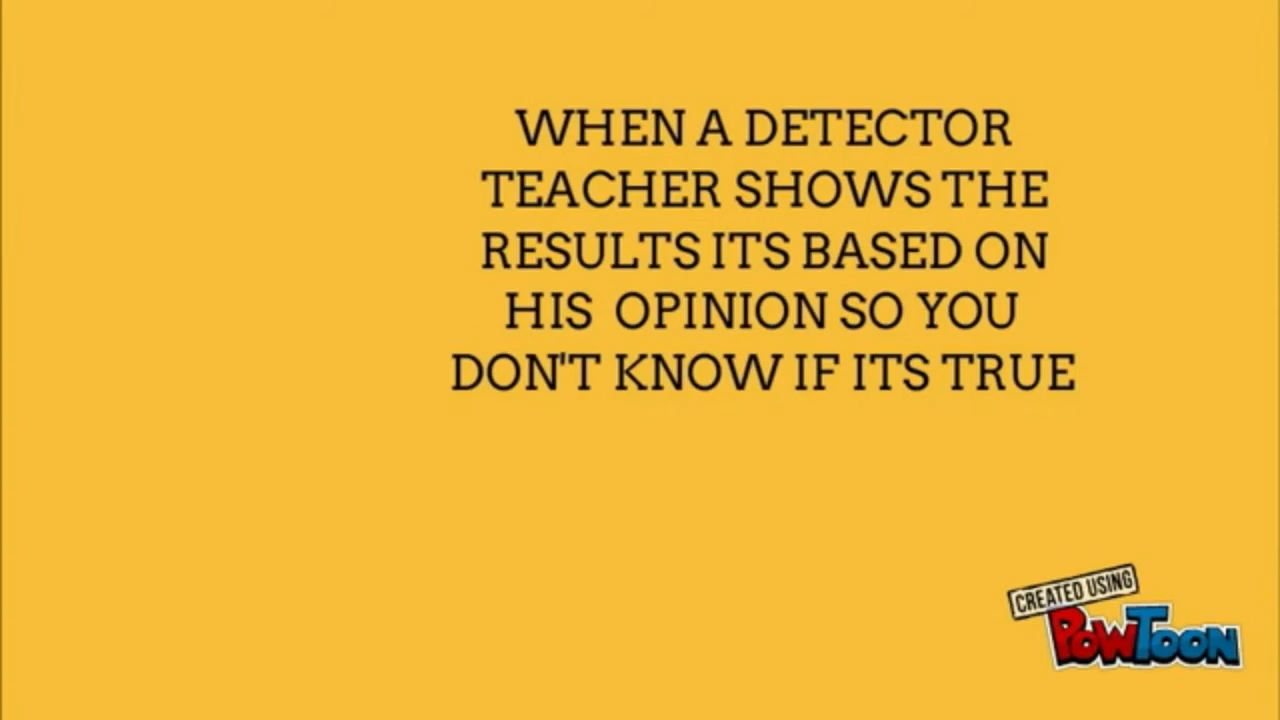 WHEN A DETECTOR
TEACHER SHOWS THE
RESULTS ITS BASED ON
HIS OPINION SO YOU
DON'T KNOW IF ITS TRUE
CREATED USING
POWTOON